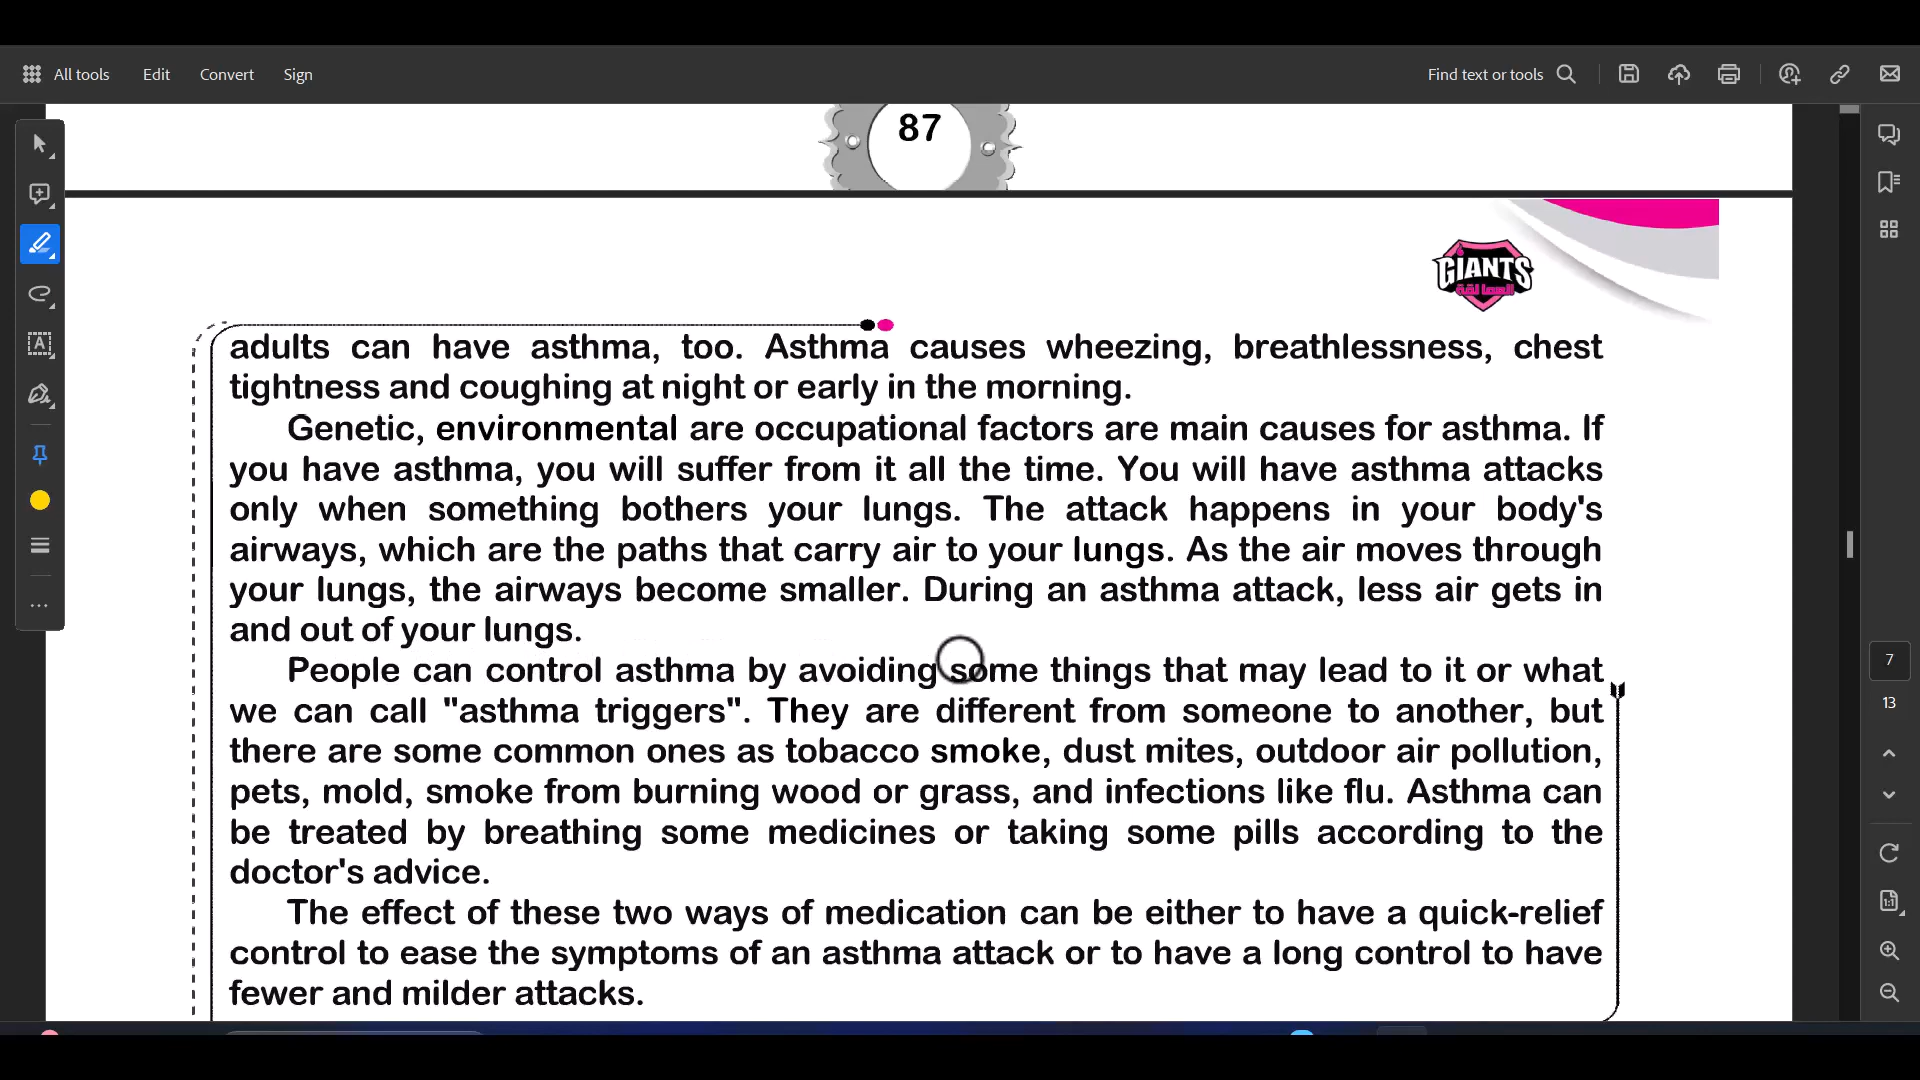 All tools Edit Convert Sign Find text or tools
87
GIANTS
العمالقة
adults can have asthma, too. Asthma causes wheezing, breathlessness, chest
tightness and coughing at night or early in the morning.
Genetic, environmental are occupational factors are main causes for asthma. If
you have asthma, you will suffer from it all the time. You will have asthma attacks
only when something bothers your lungs. The attack happens in your body's
airways, which are the paths that carry air to your lungs. As the air moves through
your lungs, the airways become smaller. During an asthma attack, less air gets in
and out of your lungs.
People can control asthma by avoiding some things that may lead to it or what
we can call "asthma triggers". They are different from someone to another, but
there are some common ones as tobacco smoke, dust mites, outdoor air pollution,
pets, mold, smoke from burning wood or grass, and infections like flu. Asthma can
be treated by breathing some medicines or taking some pills according to the
doctor's advice.
The effect of these two ways of medication can be either to have a quick-relief
control to ease the symptoms of an asthma attack or to have a long control to have
fewer and milder attacks.
7
13